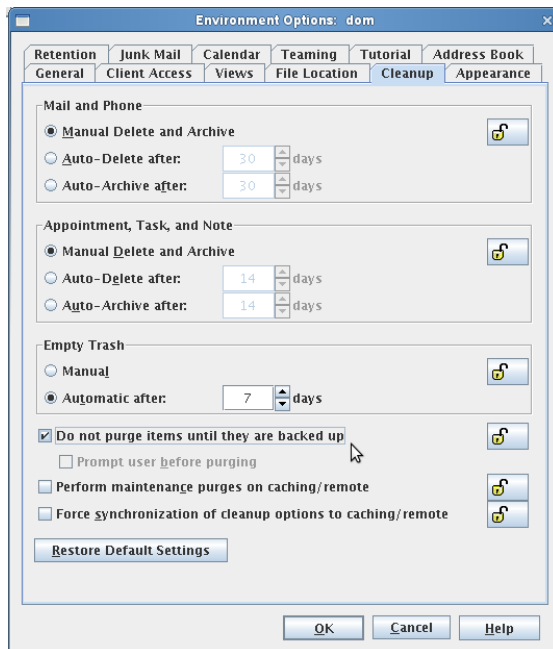 Environment Options: dom
Retention Junk Mail Calendar Teaming Tutorial Address Book
General Client Access Views File Location Cleanup Appearance
Mail and Phone
Manual Delete and Archive
Auto-Delete after: 30 days
Auto-Archive after: 30 days
Appointment, Task, and Note
Manual Delete and Archive
Auto-Delete after: 14 days
Auto-Archive after: 14 days
Empty Trash
Manual
Automatic after: 7 days
Do not purge items until they are backed up
Prompt user before purging
Perform maintenance purges on caching/remote
Force synchronization of cleanup options to caching/remote
Restore Default Settings
OK Cancel Help